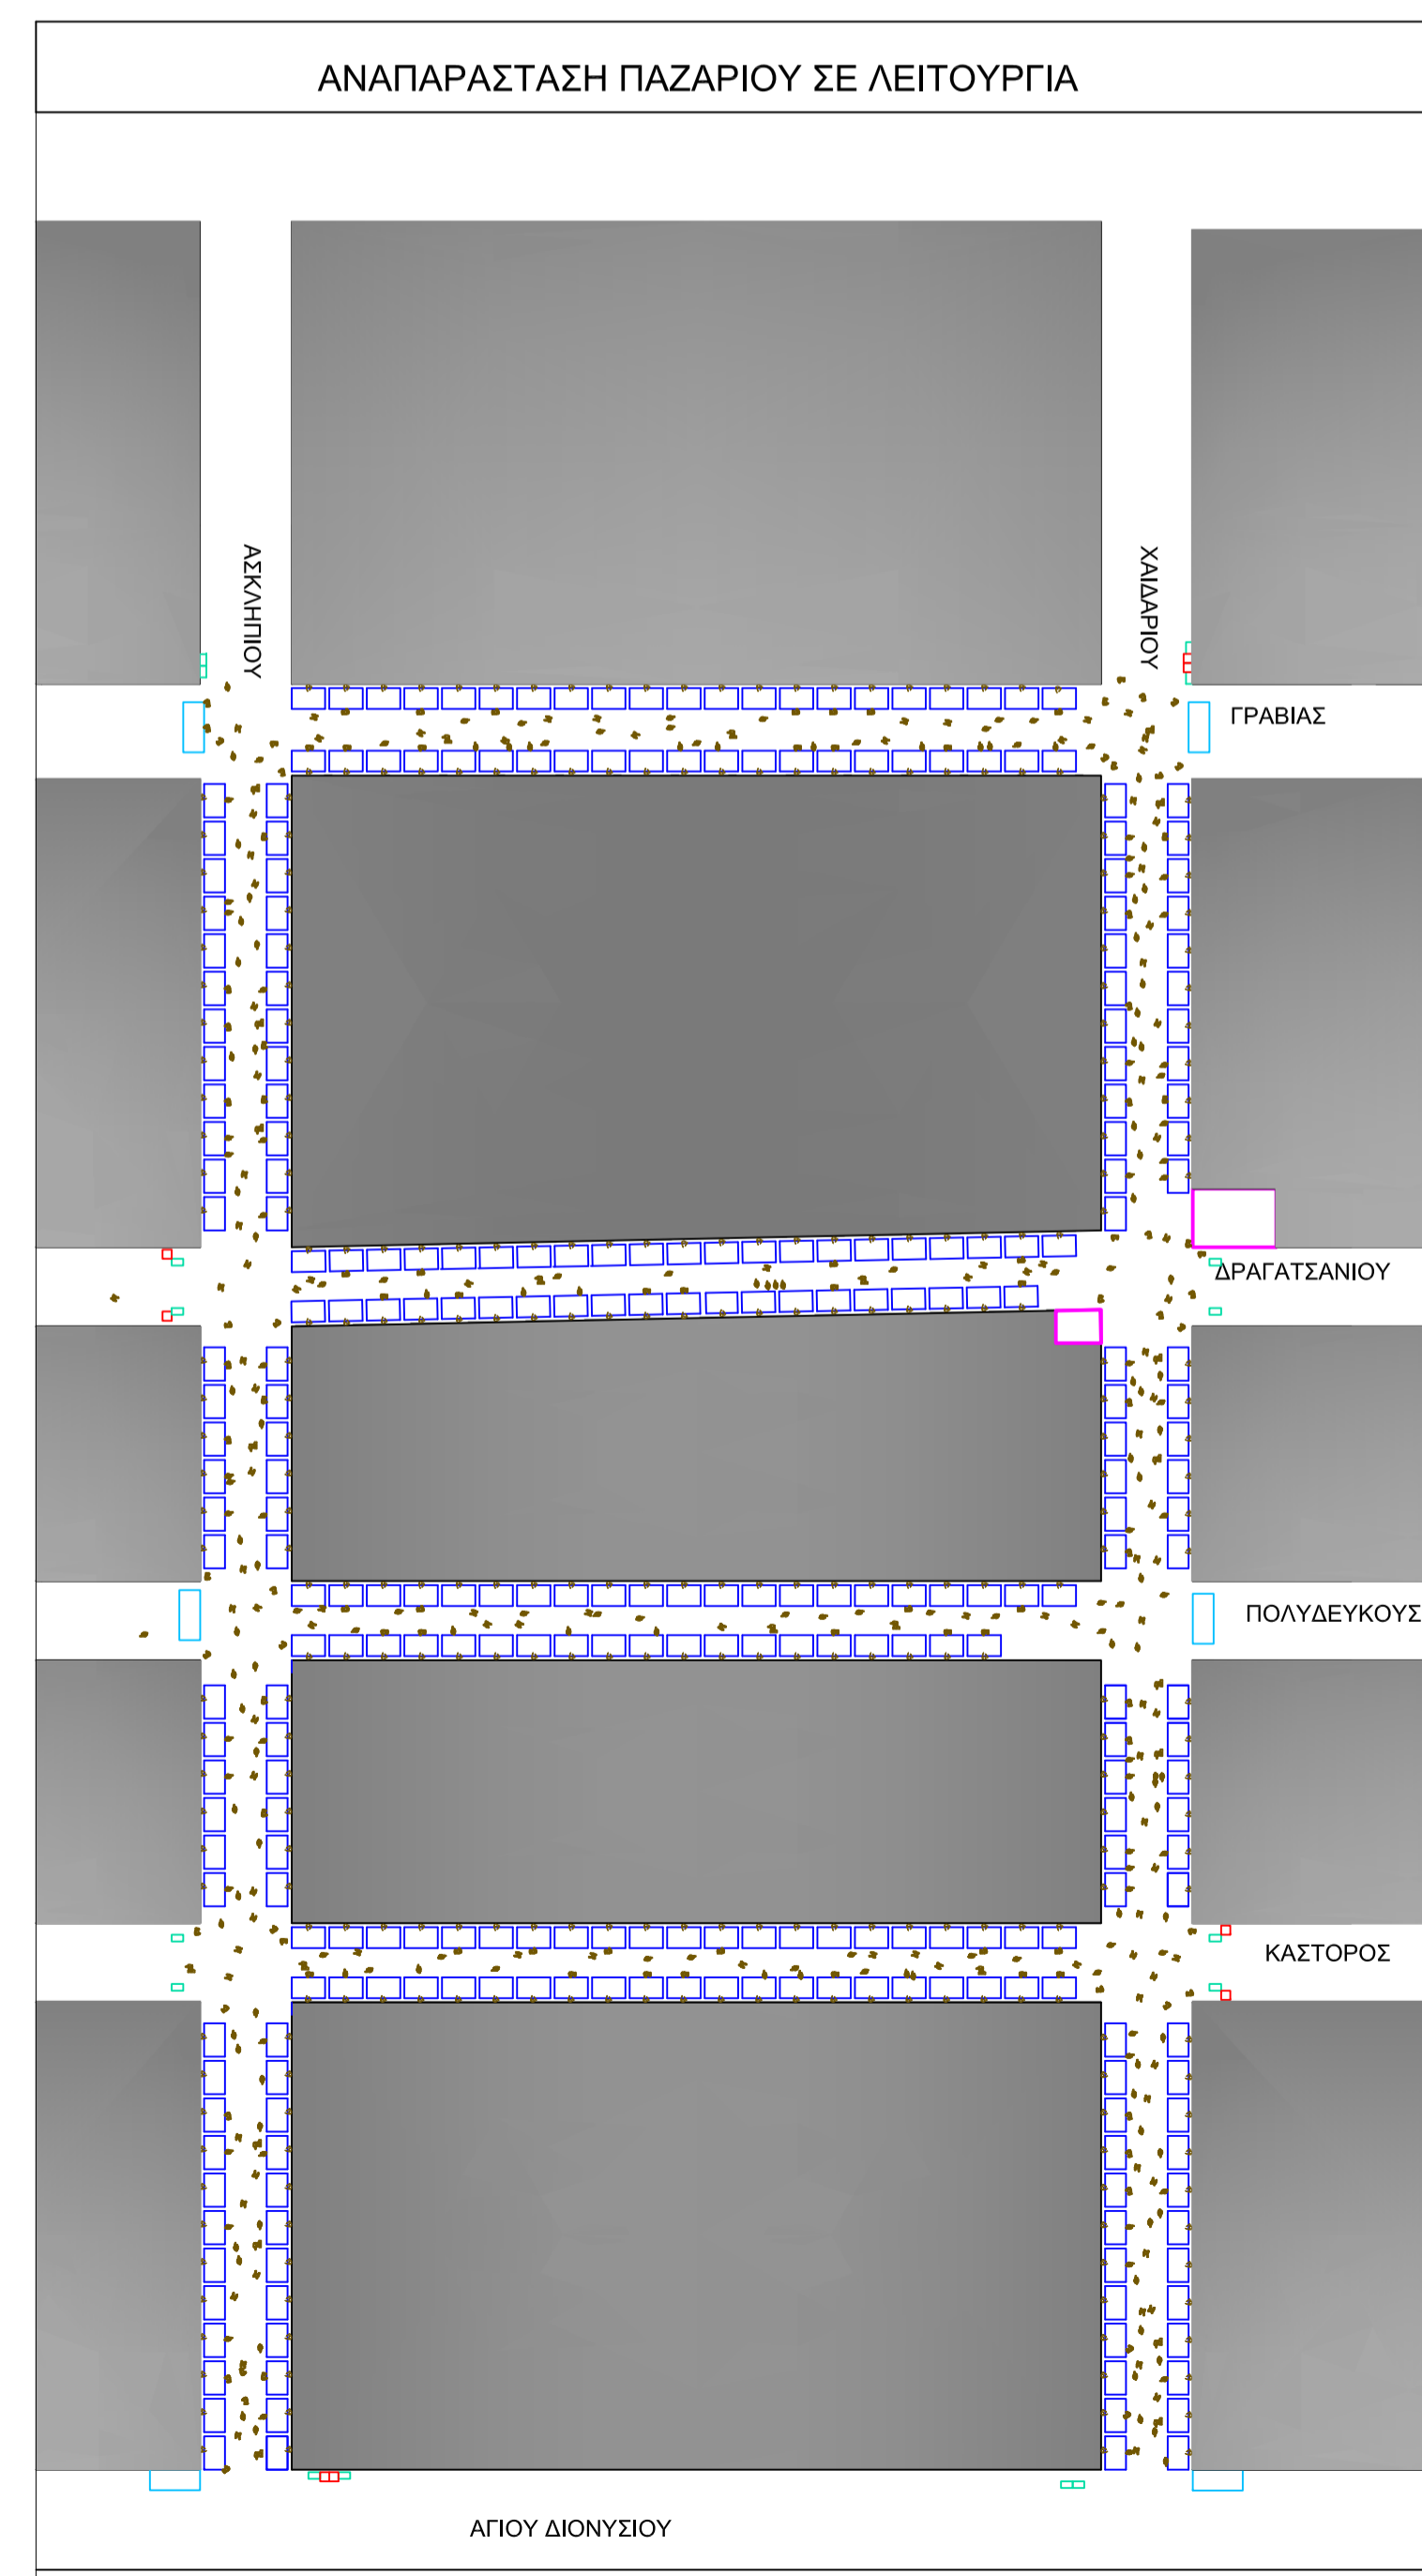 ΑΝΑΠΑΡΑΣΤΑΣΗ ΠΑΖΑΡΙΟΥ ΣΕ ΛΕΙΤΟΥΡΓΙΑ
ΑΣΚΛΗΠΙΟΥ
ΧΑΙΔΑΡΙΟΥ
ΓΡΑΒΙΑΣ
ΔΡΑΓΑΤΣΑΝΙΟΥ
ΠΟΛΥΔΕΥΚΟΥΣ
ΚΑΣΤΟΡΟΣ
ΑΓΙΟΥ ΔΙΟΝΥΣΙΟΥ